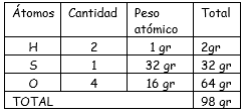 Átomos Cantidad Peso atómico Total
H 2 1 gr 2gr
S 1 32 gr 32 gr
O 4 16 gr 64 gr
TOTAL 98 gr